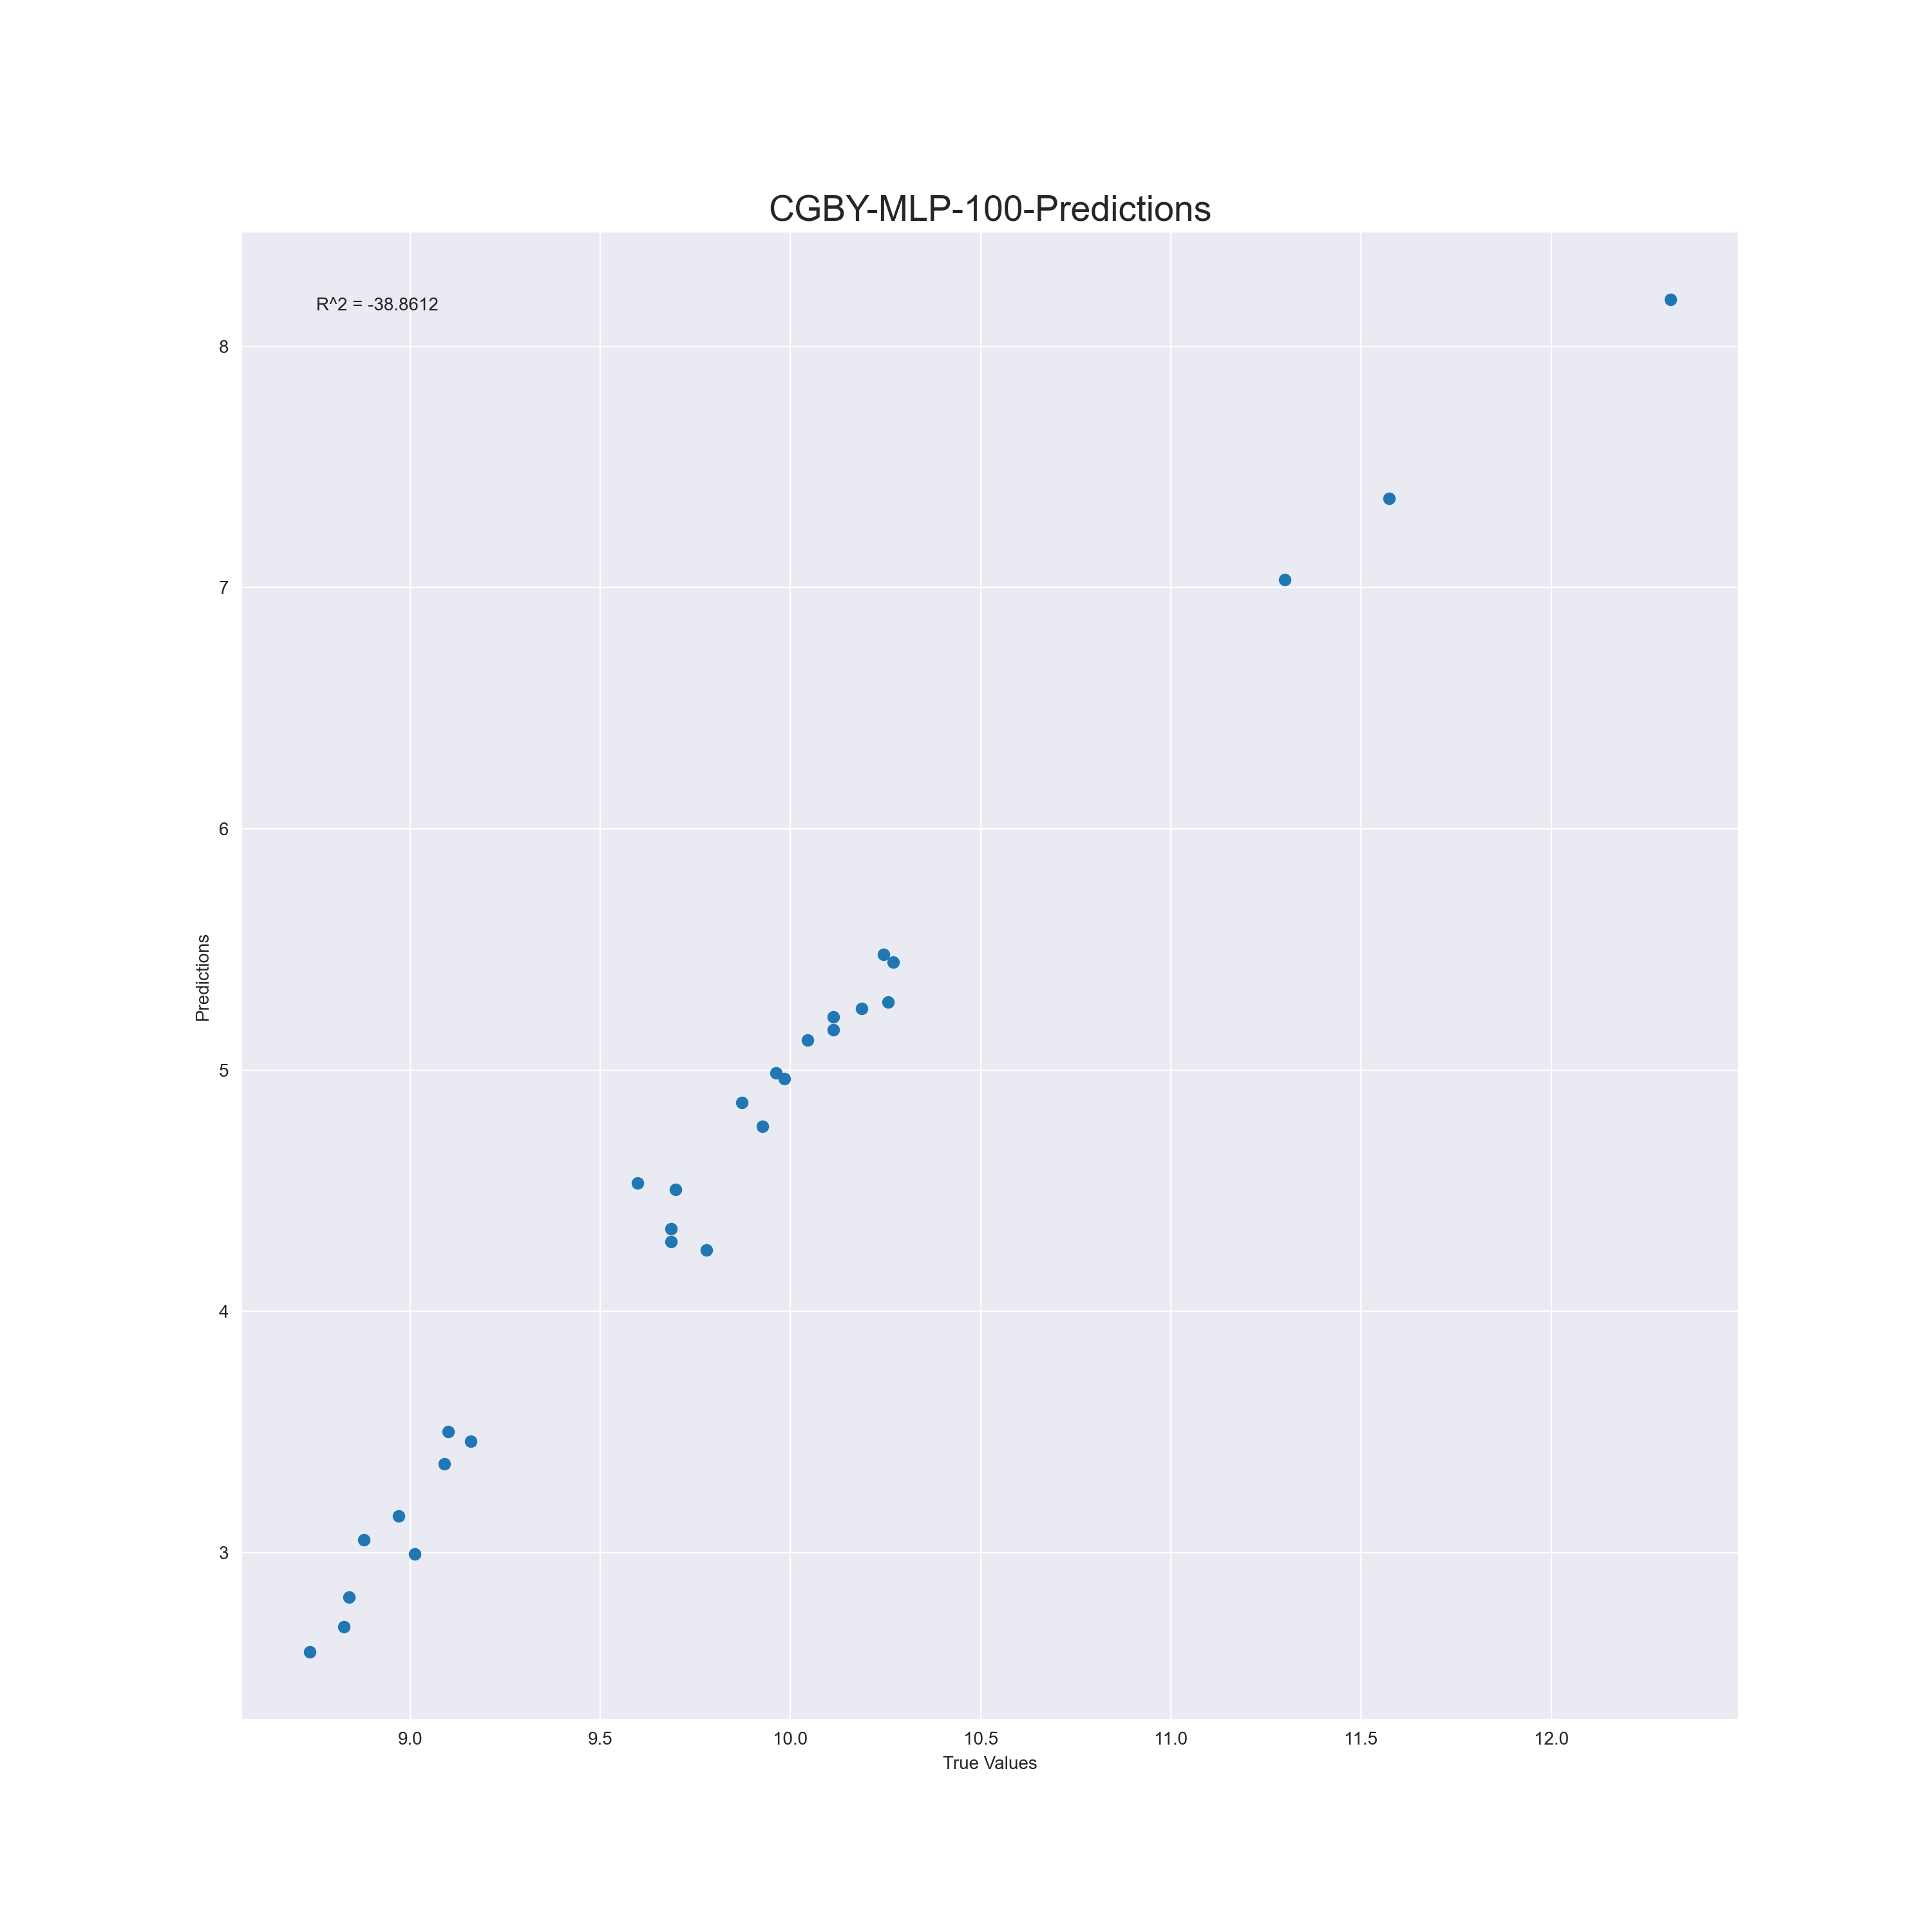 CGBY-MLP-100-Predictions
R^2 = -38.8612
8
7
6
5
4
3
Predictions
9.0 9.5 10.0 10.5 11.0 11.5 12.0
True Values